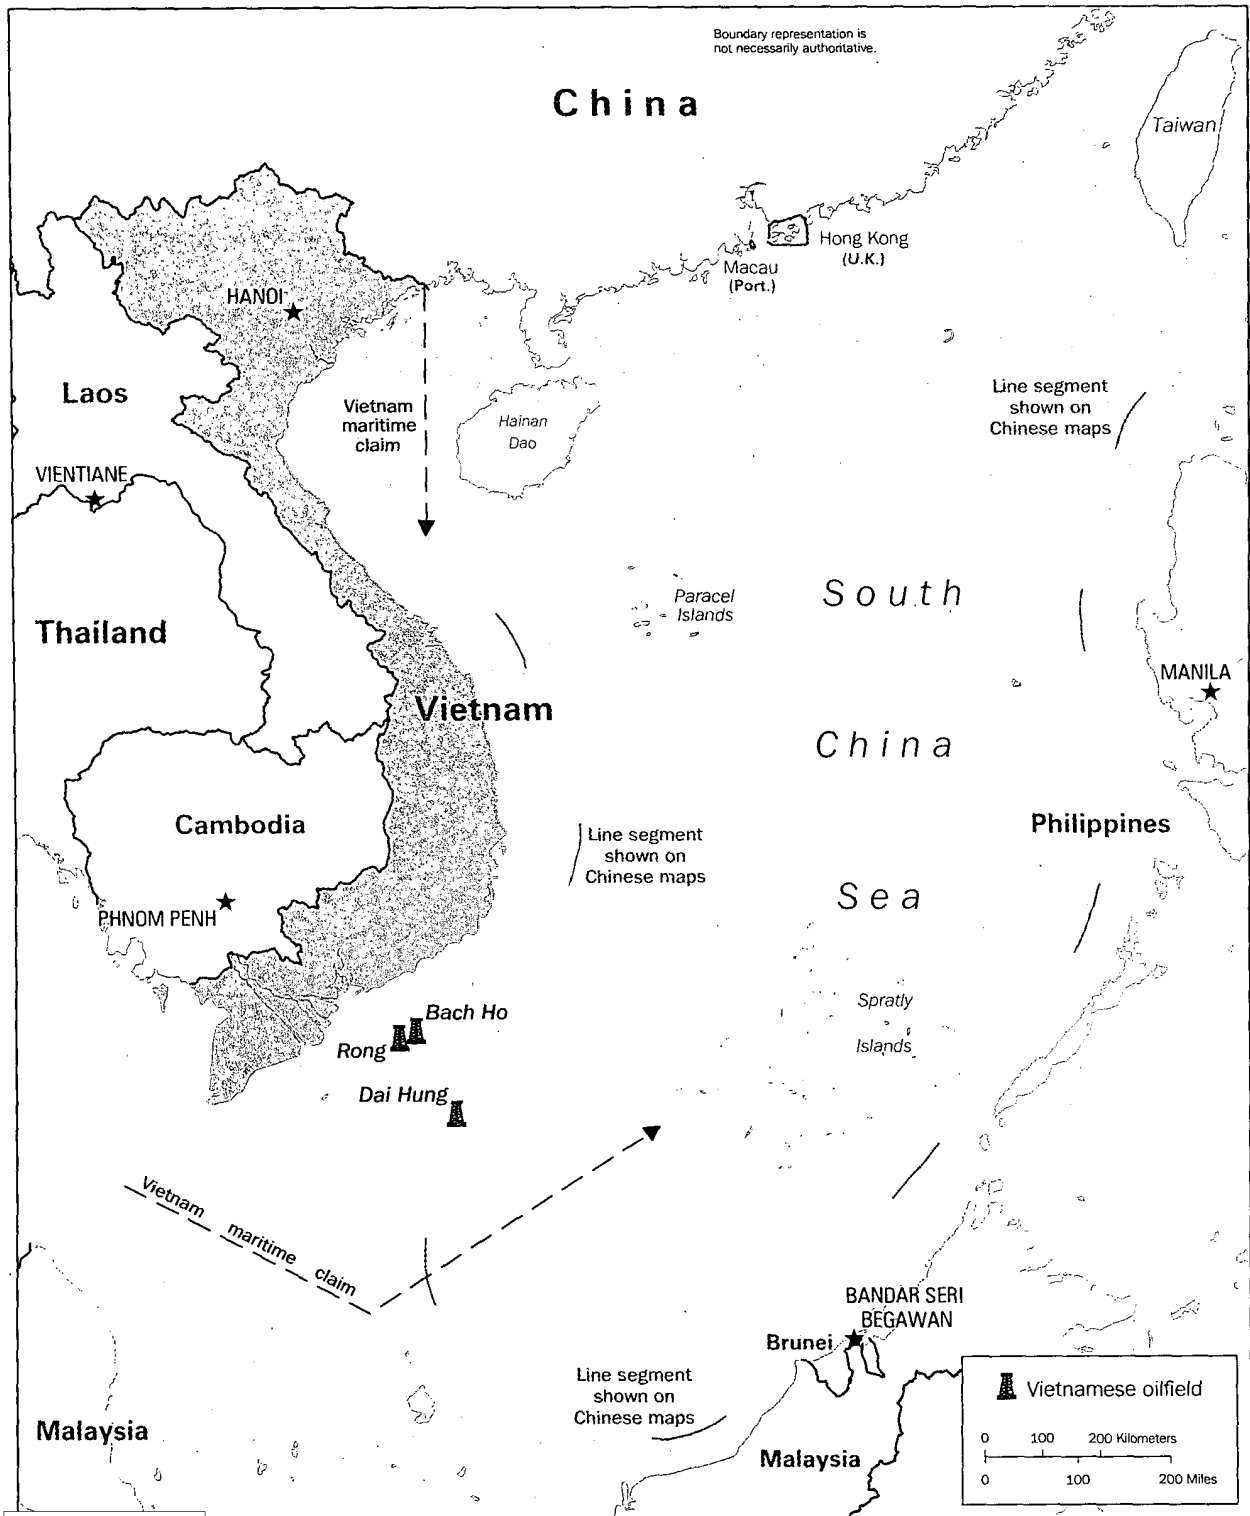 Boundary representation is
not necessarily authoritative.
China
Taiwan
Hong Kong
(U.K.)
Macau
(Port.)
HANOI
Laos
Vietnam
maritime
claim
Hainan
Dao
Line segment
shown on
Chinese maps
VIENTIANE
Paracel
Islands
South
Thailand
MANILA
Vietnam
China
Cambodia
Line segment
shown on
Chinese maps
Philippines
Sea
PHNOM PENH
Spratly
Islands
Bach Ho
Rong
Dai Hung
Vietnam maritime claim
BANDAR SERI
BEGAWAN
Brunei
Line segment
shown on
Chinese maps
Malaysia
Malaysia
Vietnamese oilfield
0 100 200 Kilometers
0 100 200 Miles